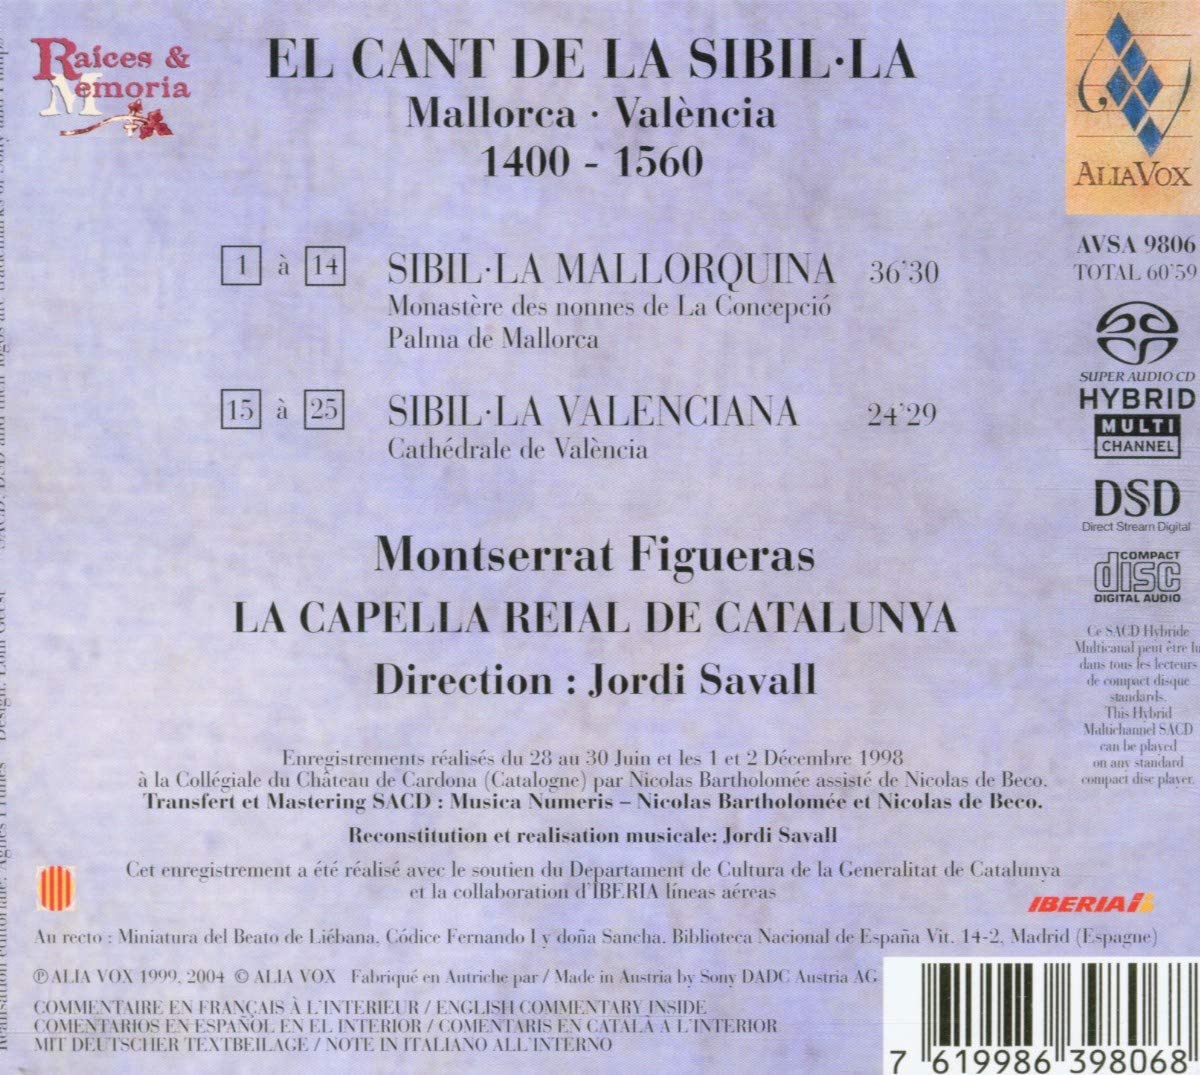 Raíces &
Memoria
EL CANT DE LA SIBIL·LA
Mallorca · València
1400 - 1560
ALIA VOX
AVSA 9806
TOTAL 60'59
1 à 14 SIBIL·LA MALLORQUINA 36'30
Monastère des nonnes de La Concepció
Palma de Mallorca
15 à 25 SIBIL·LA VALENCIANA 24'29
Cathédrale de València
SUPER AUDIO CD
HYBRID
MULTI
CHANNEL
DSD
Direct Stream Digital
COMPACT
disc
DIGITAL AUDIO
Montserrat Figueras
LA CAPELLA REIAL DE CATALUNYA
Direction : Jordi Savall
Ce SACD Hybride
Multicanal peut être lu
dans tous les lecteurs
de compact disque
standards.
This Hybrid
Multichannel SACD
can be played
on any standard
compact disc player.
Enregistrements réalisés du 28 au 30 Juin et les 1 et 2 Décembre 1998
à la Collégiale du Château de Cardona (Catalogne) par Nicolas Bartholomée assisté de Nicolas de Beco.
Transfert et Mastering SACD : Musica Numeris – Nicolas Bartholomée et Nicolas de Beco.
Reconstitution et realisation musicale: Jordi Savall
Cet enregistrement a été réalisé avec le soutien du Departament de Cultura de la Generalitat de Catalunya
et la collaboration d'IBERIA líneas aéreas
IBERIA
Au recto : Miniatura del Beato de Liébana, Códice Fernando I y doña Sancha. Biblioteca Nacional de España Vit. 14-2, Madrid (Espagne)
℗ ALIA VOX 1999, 2004 © ALIA VOX Fabriqué en Autriche par / Made in Austria by Sony DADC Austria AG
COMMENTAIRE EN FRANÇAIS À L'INTERIEUR / ENGLISH COMMENTARY INSIDE
COMENTARIOS EN ESPAÑOL EN EL INTERIOR / COMENTARIS EN CATALÀ A L'INTERIOR
MIT DEUTSCHER TEXTBEILAGE / NOTE IN ITALIANO ALL'INTERNO
7 619986 398068